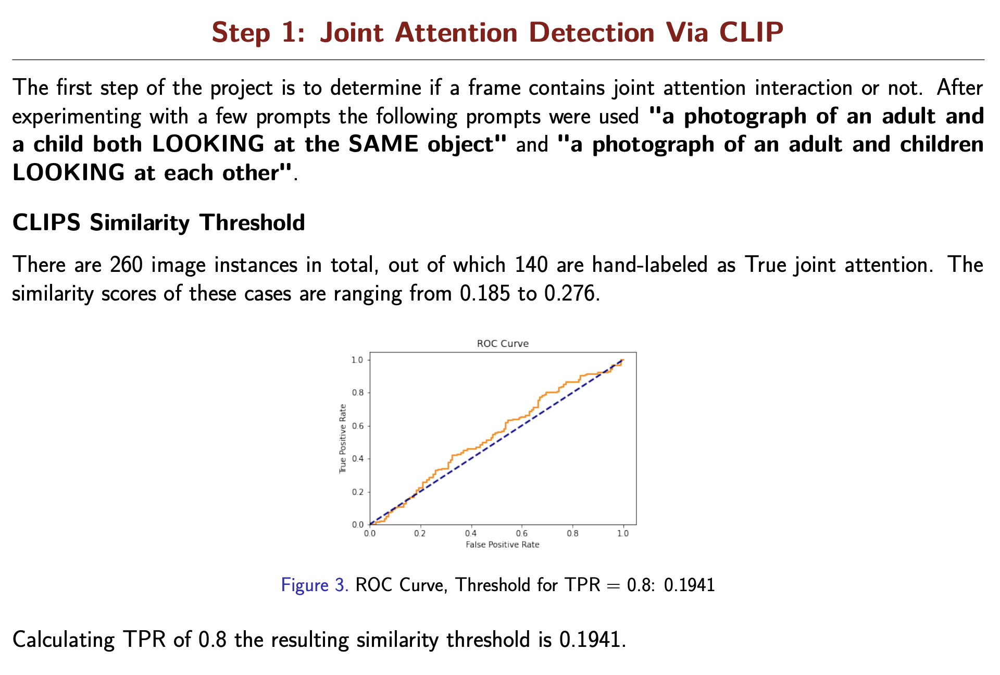 Step 1: Joint Attention Detection Via CLIP
The first step of the project is to determine if a frame contains joint attention interaction or not. After
experimenting with a few prompts the following prompts were used "a photograph of an adult and
a child both LOOKING at the SAME object" and "a photograph of an adult and children
LOOKING at each other".
CLIPS Similarity Threshold
There are 260 image instances in total, out of which 140 are hand-labeled as True joint attention. The
similarity scores of these cases are ranging from 0.185 to 0.276.
ROC Curve
True Positive Rate
1.0
0.8
0.6
0.4
0.2
0.0
0.0 0.2 0.4 0.6 0.8 1.0
False Positive Rate
Figure 3. ROC Curve, Threshold for TPR = 0.8: 0.1941
Calculating TPR of 0.8 the resulting similarity threshold is 0.1941.